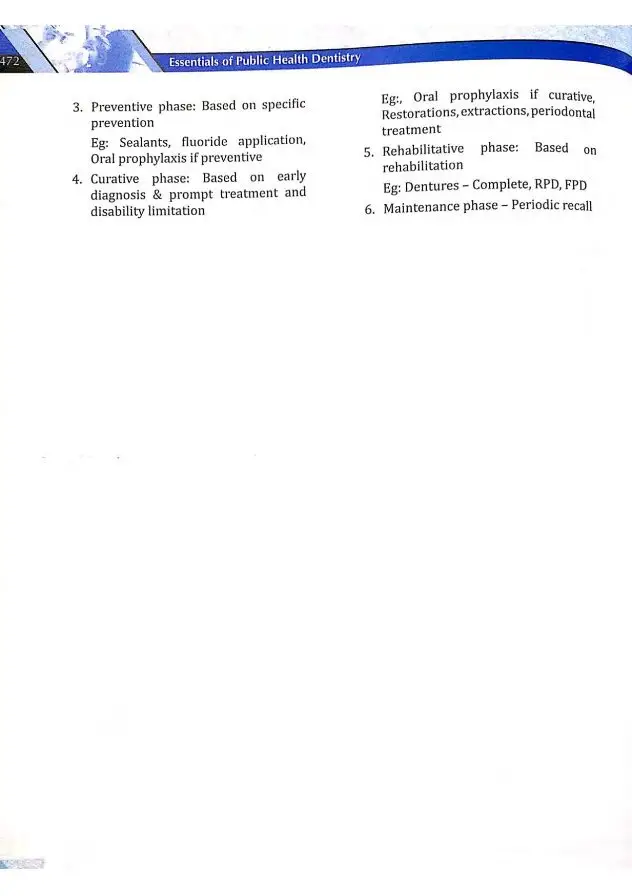 472
Essentials of Public Health Dentistry
3. Preventive phase: Based on specific
prevention
Eg: Sealants, fluoride application,
Oral prophylaxis if preventive
4. Curative phase: Based on early
diagnosis & prompt treatment and
disability limitation
Eg:, Oral prophylaxis if curative,
Restorations, extractions, periodontal
treatment
5. Rehabilitative phase: Based on
rehabilitation
Eg: Dentures – Complete, RPD, FPD
6. Maintenance phase – Periodic recall